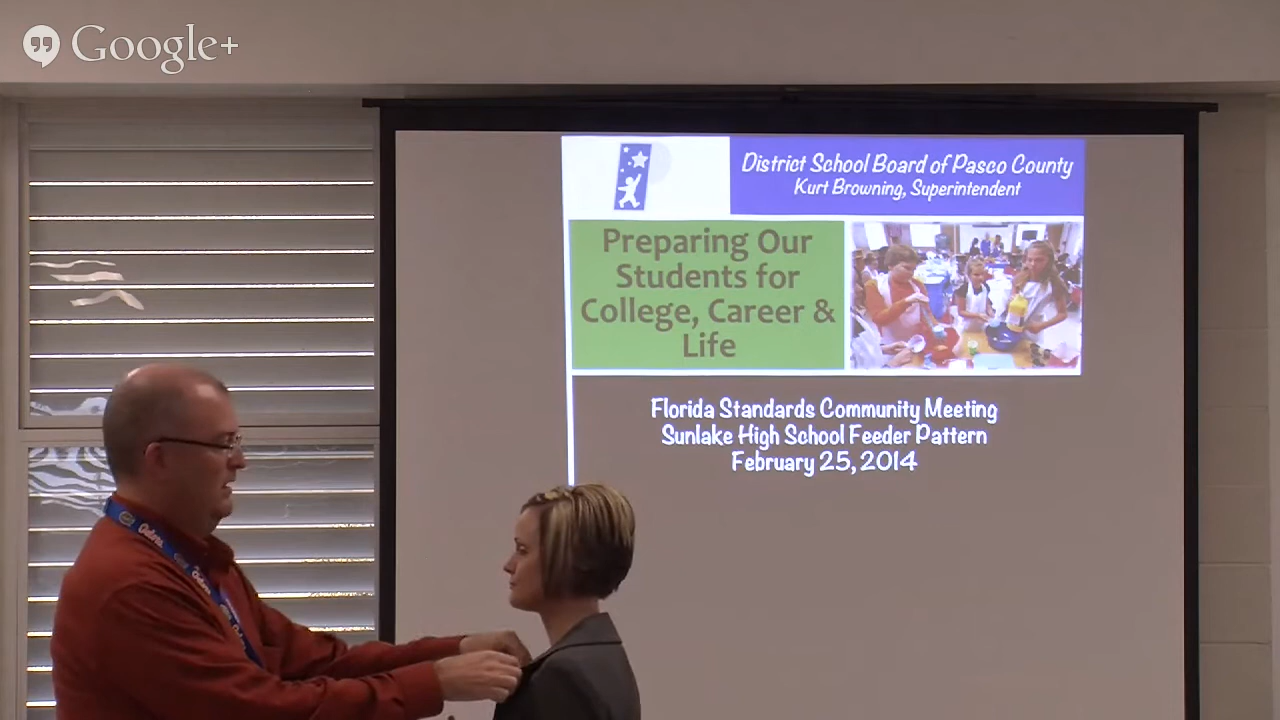 Google+
District School Board of Pasco County
Kurt Browning, Superintendent
Preparing Our
Students for
College, Career &
Life
Florida Standards Community Meeting
Sunlake High School Feeder Pattern
February 25, 2014
Gators